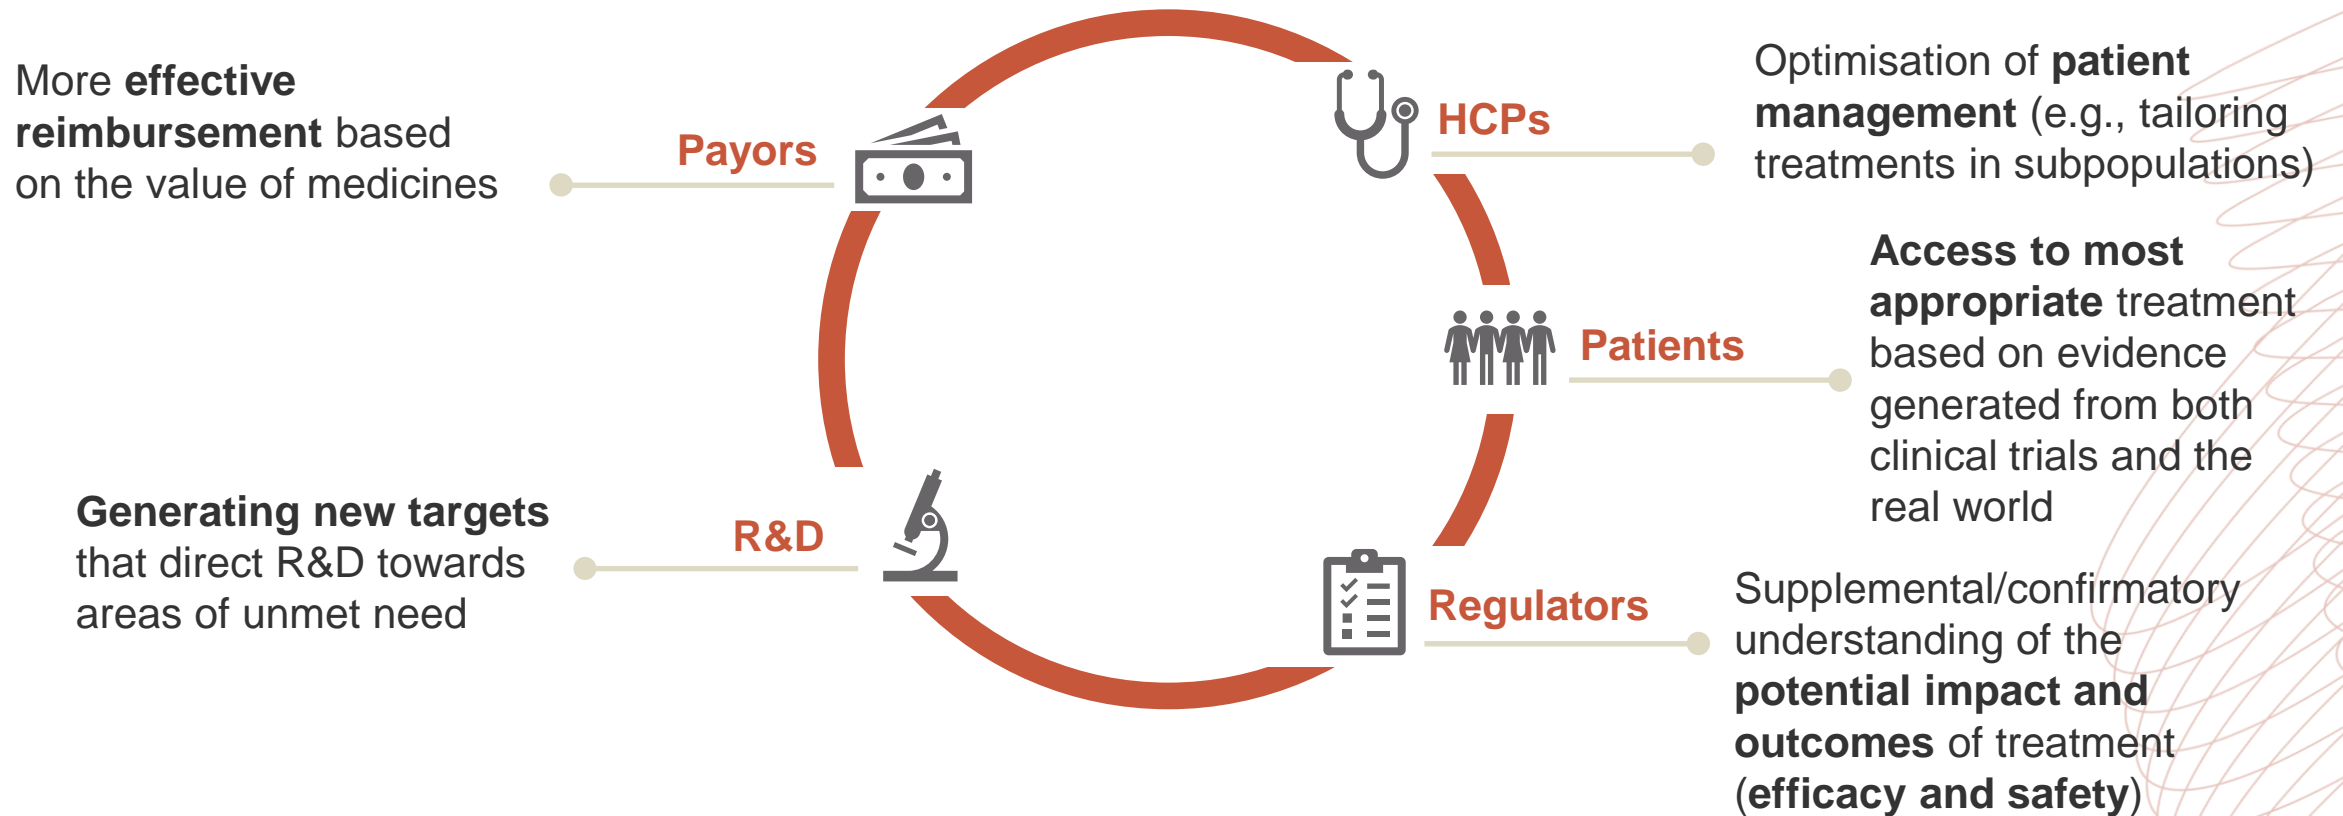 More effective
reimbursement based
on the value of medicines
Payors
HCPs
Optimisation of patient
management (e.g., tailoring
treatments in subpopulations)
Patients
Access to most
appropriate treatment
based on evidence
generated from both
clinical trials and the
real world
R&D
Generating new targets
that direct R&D towards
areas of unmet need
Regulators
Supplemental/confirmatory
understanding of the
potential impact and
outcomes of treatment
(efficacy and safety)